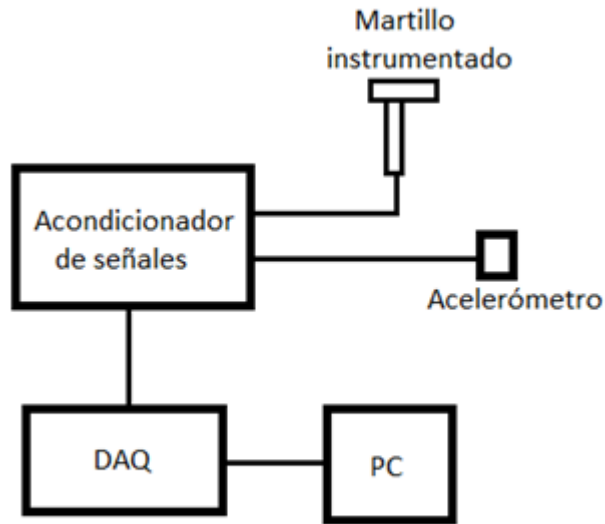 Martillo
instrumentado
Acondicionador
de señales
Acelerómetro
DAQ
PC